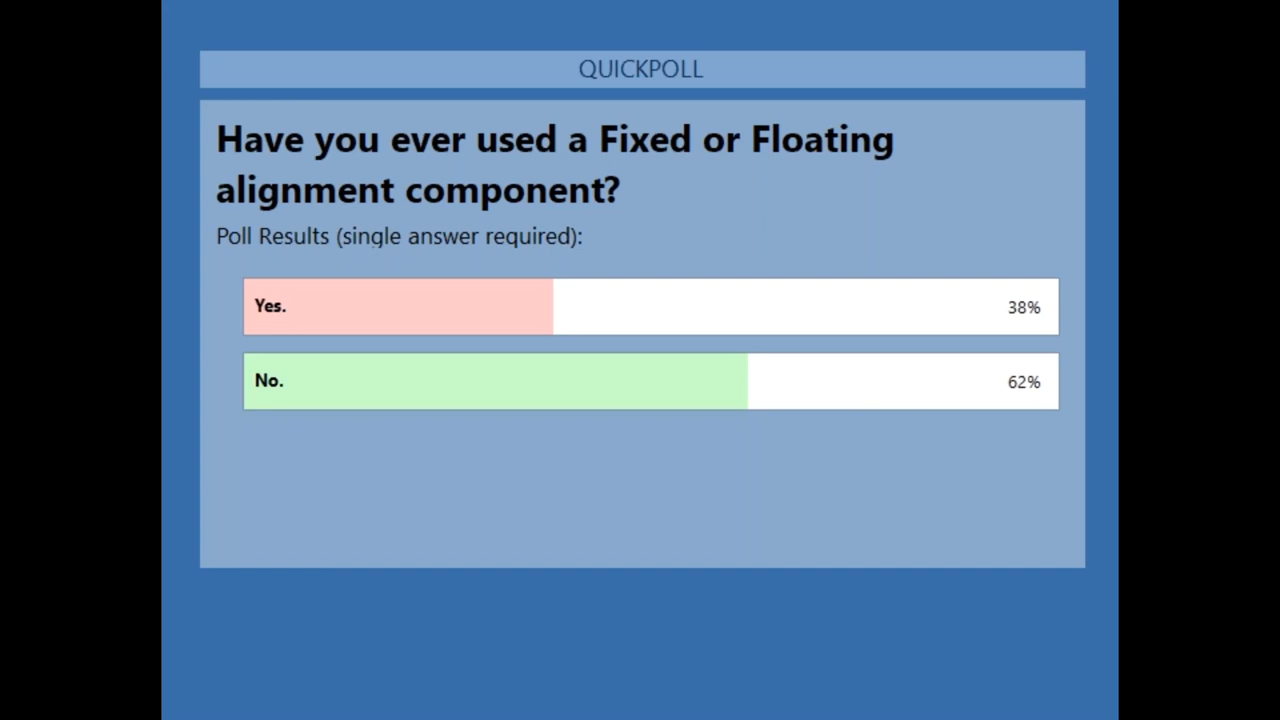 QUICKPOLL
Have you ever used a Fixed or Floating
alignment component?
Poll Results (single answer required):
Yes. 38%
No. 62%